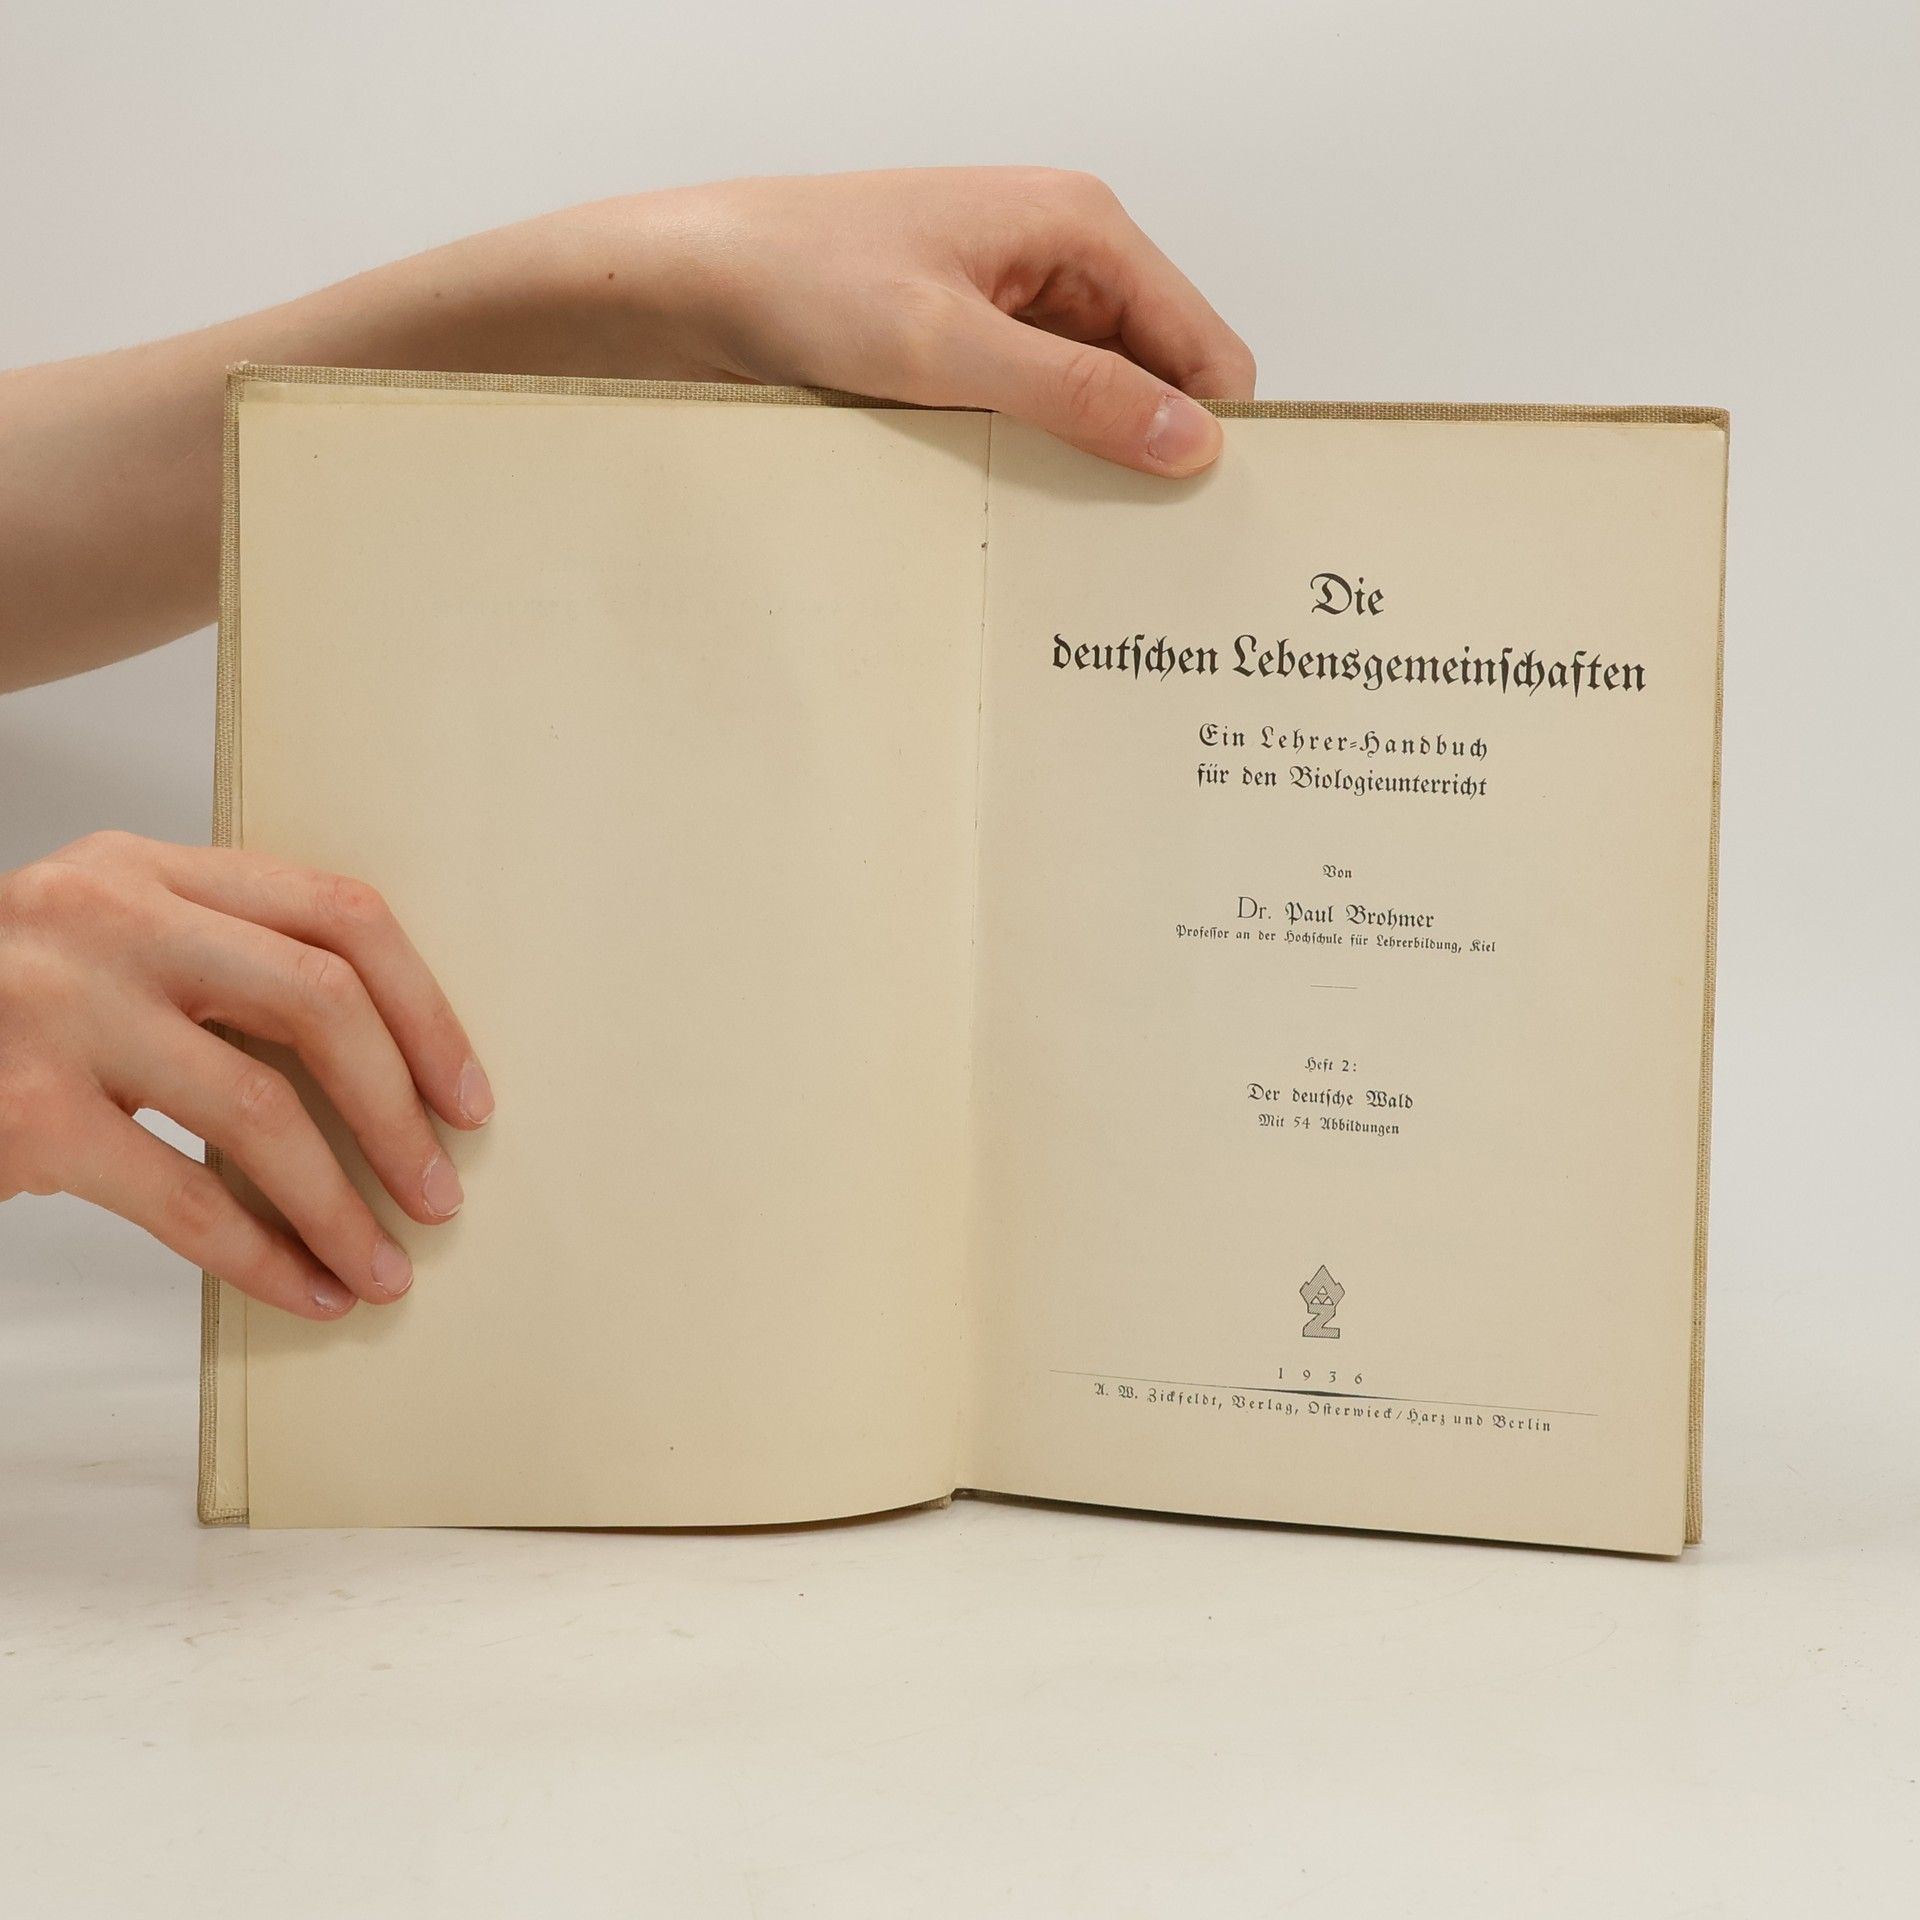 Die
deutſchen Lebensgemeinſchaften
Ein Lehrer=Handbuch
für den Biologieunterricht
Von
Dr. Paul Brohmer
Profeſſor an der Hochſchule für Lehrerbildung, Kiel
Heft 2:
Der deutſche Wald
Mit 54 Abbildungen
AZ
1936
A. W. Zickfeldt, Verlag, Oſterwieck/Harz und Berlin